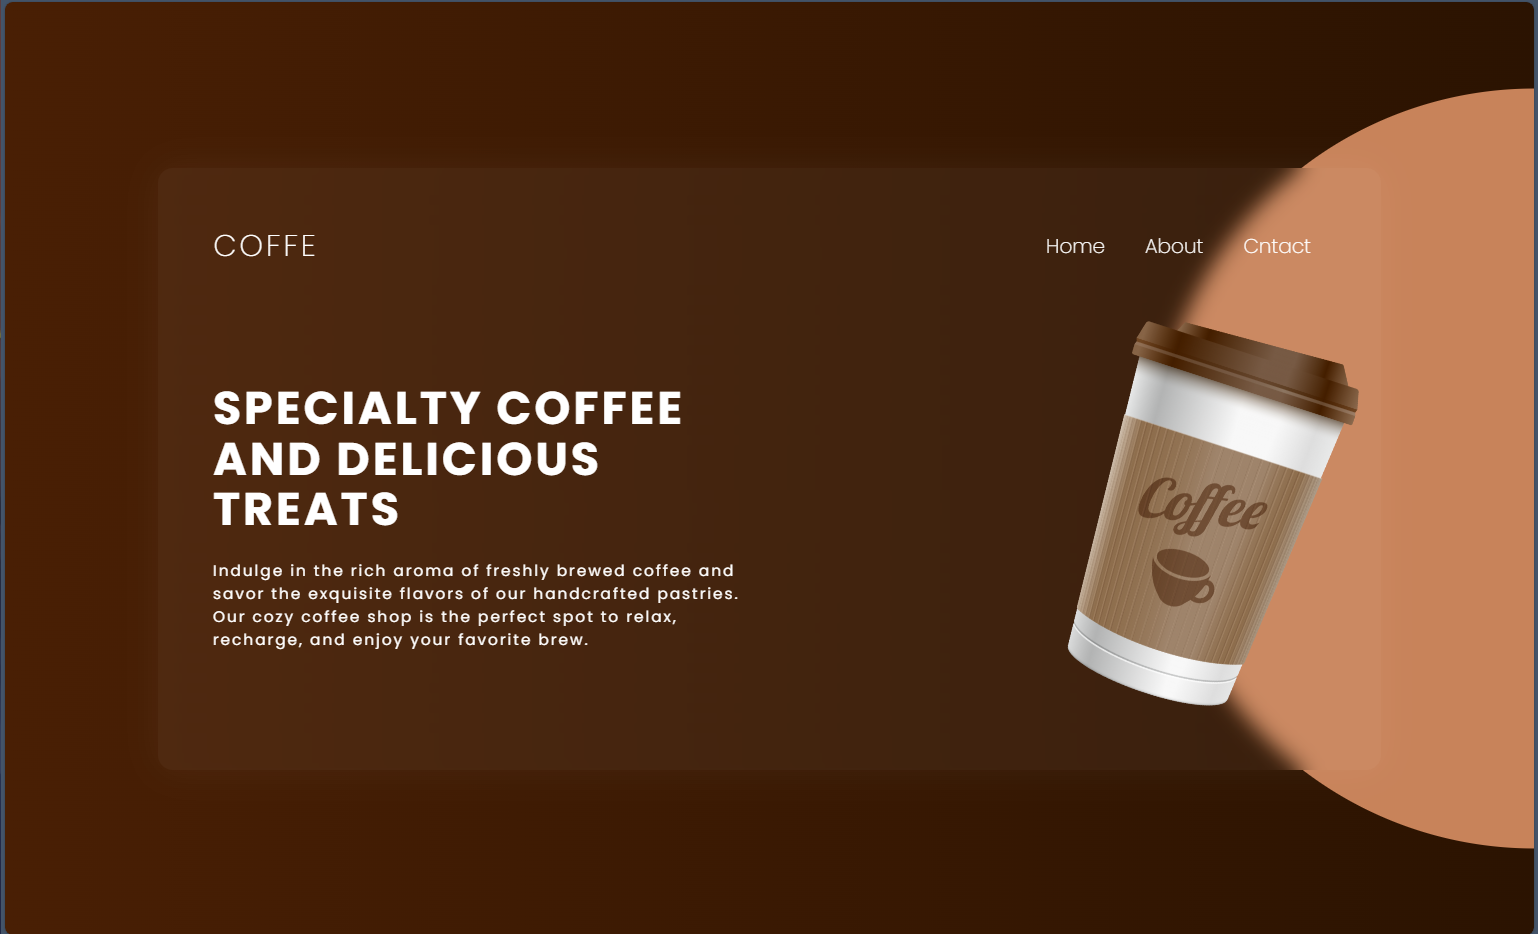 COFFE
Home About Cntact
SPECIALTY COFFEE
AND DELICIOUS
TREATS
Indulge in the rich aroma of freshly brewed coffee and
savor the exquisite flavors of our handcrafted pastries.
Our cozy coffee shop is the perfect spot to relax,
recharge, and enjoy your favorite brew.
Coffee